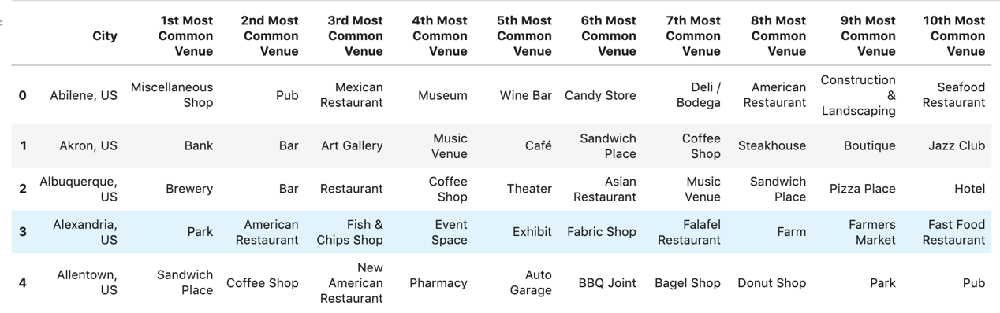 City 1st Most Common Venue 2nd Most Common Venue 3rd Most Common Venue 4th Most Common Venue 5th Most Common Venue 6th Most Common Venue 7th Most Common Venue 8th Most Common Venue 9th Most Common Venue 10th Most Common Venue
0 Abilene, US Miscellaneous Shop Pub Mexican Restaurant Museum Wine Bar Candy Store Deli / Bodega American Restaurant Construction & Landscaping Seafood Restaurant
1 Akron, US Bank Bar Art Gallery Music Venue Café Sandwich Place Coffee Shop Steakhouse Boutique Jazz Club
2 Albuquerque, US Brewery Bar Restaurant Coffee Shop Theater Asian Restaurant Music Venue Sandwich Place Pizza Place Hotel
3 Alexandria, US Park American Restaurant Fish & Chips Shop Event Space Exhibit Fabric Shop Falafel Restaurant Farm Farmers Market Fast Food Restaurant
4 Allentown, US Sandwich Place Coffee Shop New American Restaurant Pharmacy Auto Garage BBQ Joint Bagel Shop Donut Shop Park Pub